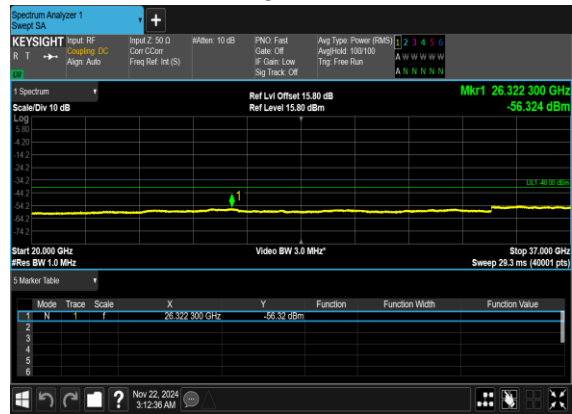 Spectrum Analyzer 1
Swept SA
KEYSIGHT Input: RF Input Z: 50 Ω #Atten: 10 dB PNO: Fast Avg Type: Power (RMS) 1 2 3 4 5 6
R T Coupling: DC Corr CCorr Gate: Off Avg|Hold: 100/100 A W W W W W
Align: Auto Freq Ref: Int (S) IF Gain: Low Trig: Free Run
Sig Track: Off A N N N N N
LW
1 Spectrum
Ref Lvl Offset 15.80 dB Mkr1 26.322 300 GHz
Scale/Div 10 dB Ref Level 15.80 dBm -56.324 dBm
Log
5.80
-4.20
-14.2
-24.2
-34.2
DL1 -40.00 dBm
-44.2
1
-54.2
-64.2
-74.2
Start 20.000 GHz Video BW 3.0 MHz* Stop 37.000 GHz
#Res BW 1.0 MHz Sweep 29.3 ms (40001 pts)
5 Marker Table
Mode Trace Scale X Y Function Function Width Function Value
1 N 1 f 26.322 300 GHz -56.32 dBm
2
3
4
5
6
? Nov 22, 2024
3:12:36 AM